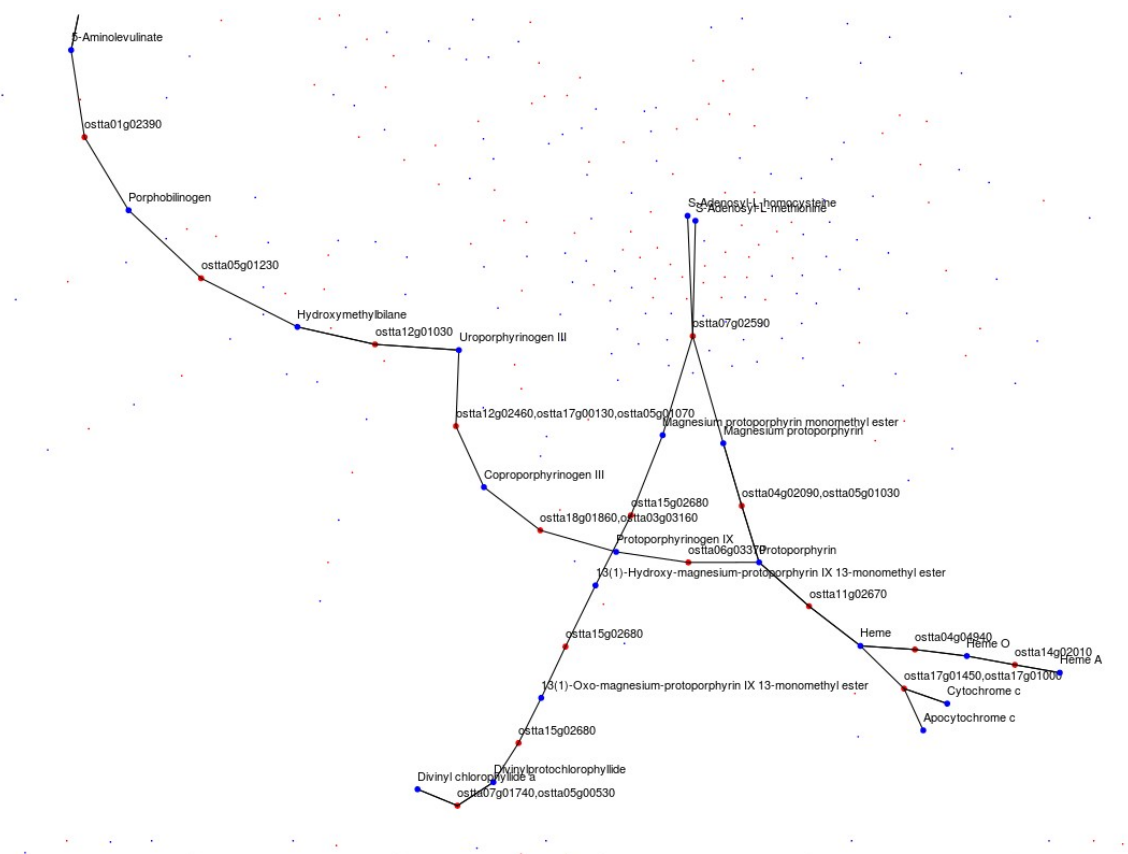 5-Aminolevulinate
ostta01g02390
Porphobilinogen
S-Adenosyl-L-homocysteine
S-Adenosyl-L-methionine
ostta05g01230
Hydroxymethylbilane
ostta07g02590
ostta12g01030
Uroporphyrinogen III
ostta12g02460,ostta17g00130,ostta05g01070
Magnesium protoporphyrin monomethyl ester
Magnesium protoporphyrin
Coproporphyrinogen III
ostta04g02090,ostta05g01030
ostta15g02680
ostta18g01860,ostta03g03160
Protoporphyrinogen IX
ostta06g03370
Protoporphyrin
13(1)-Hydroxy-magnesium-protoporphyrin IX 13-monomethyl ester
ostta11g02670
ostta15g02680
Heme
ostta04g04940
Heme O
ostta14g02010
Heme A
ostta17g01450,ostta17g01000
13(1)-Oxo-magnesium-protoporphyrin IX 13-monomethyl ester
Cytochrome c
Apocytochrome c
ostta15g02680
Divinylprotochlorophyllide
Divinyl chlorophyllide a
ostta07g01740,ostta05g00530